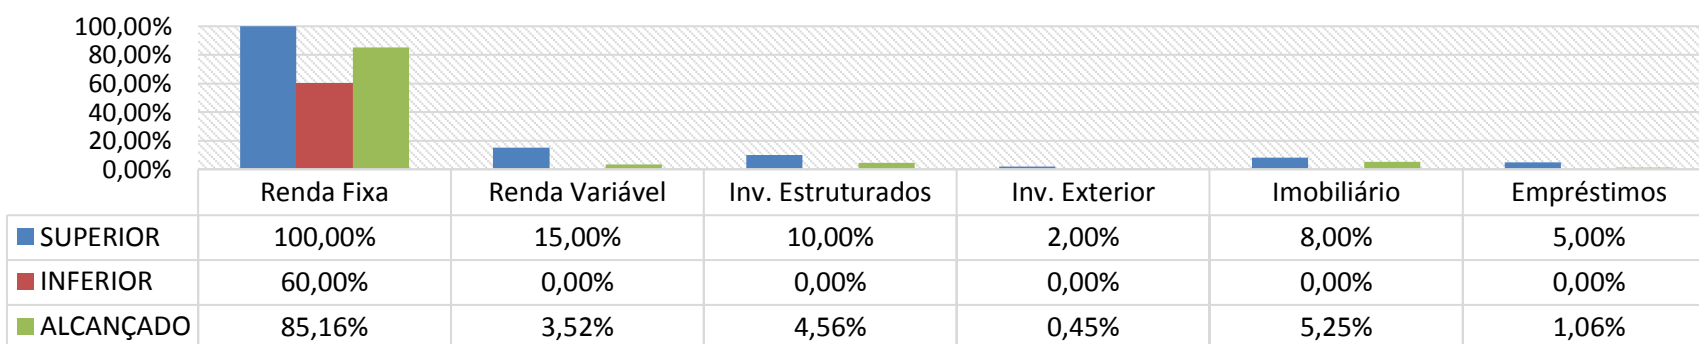 100,00%
80,00%
60,00%
40,00%
20,00%
0,00%
Renda Fixa Renda Variável Inv. Estruturados Inv. Exterior Imobiliário Empréstimos
SUPERIOR 100,00% 15,00% 10,00% 2,00% 8,00% 5,00%
INFERIOR 60,00% 0,00% 0,00% 0,00% 0,00% 0,00%
ALCANÇADO 85,16% 3,52% 4,56% 0,45% 5,25% 1,06%